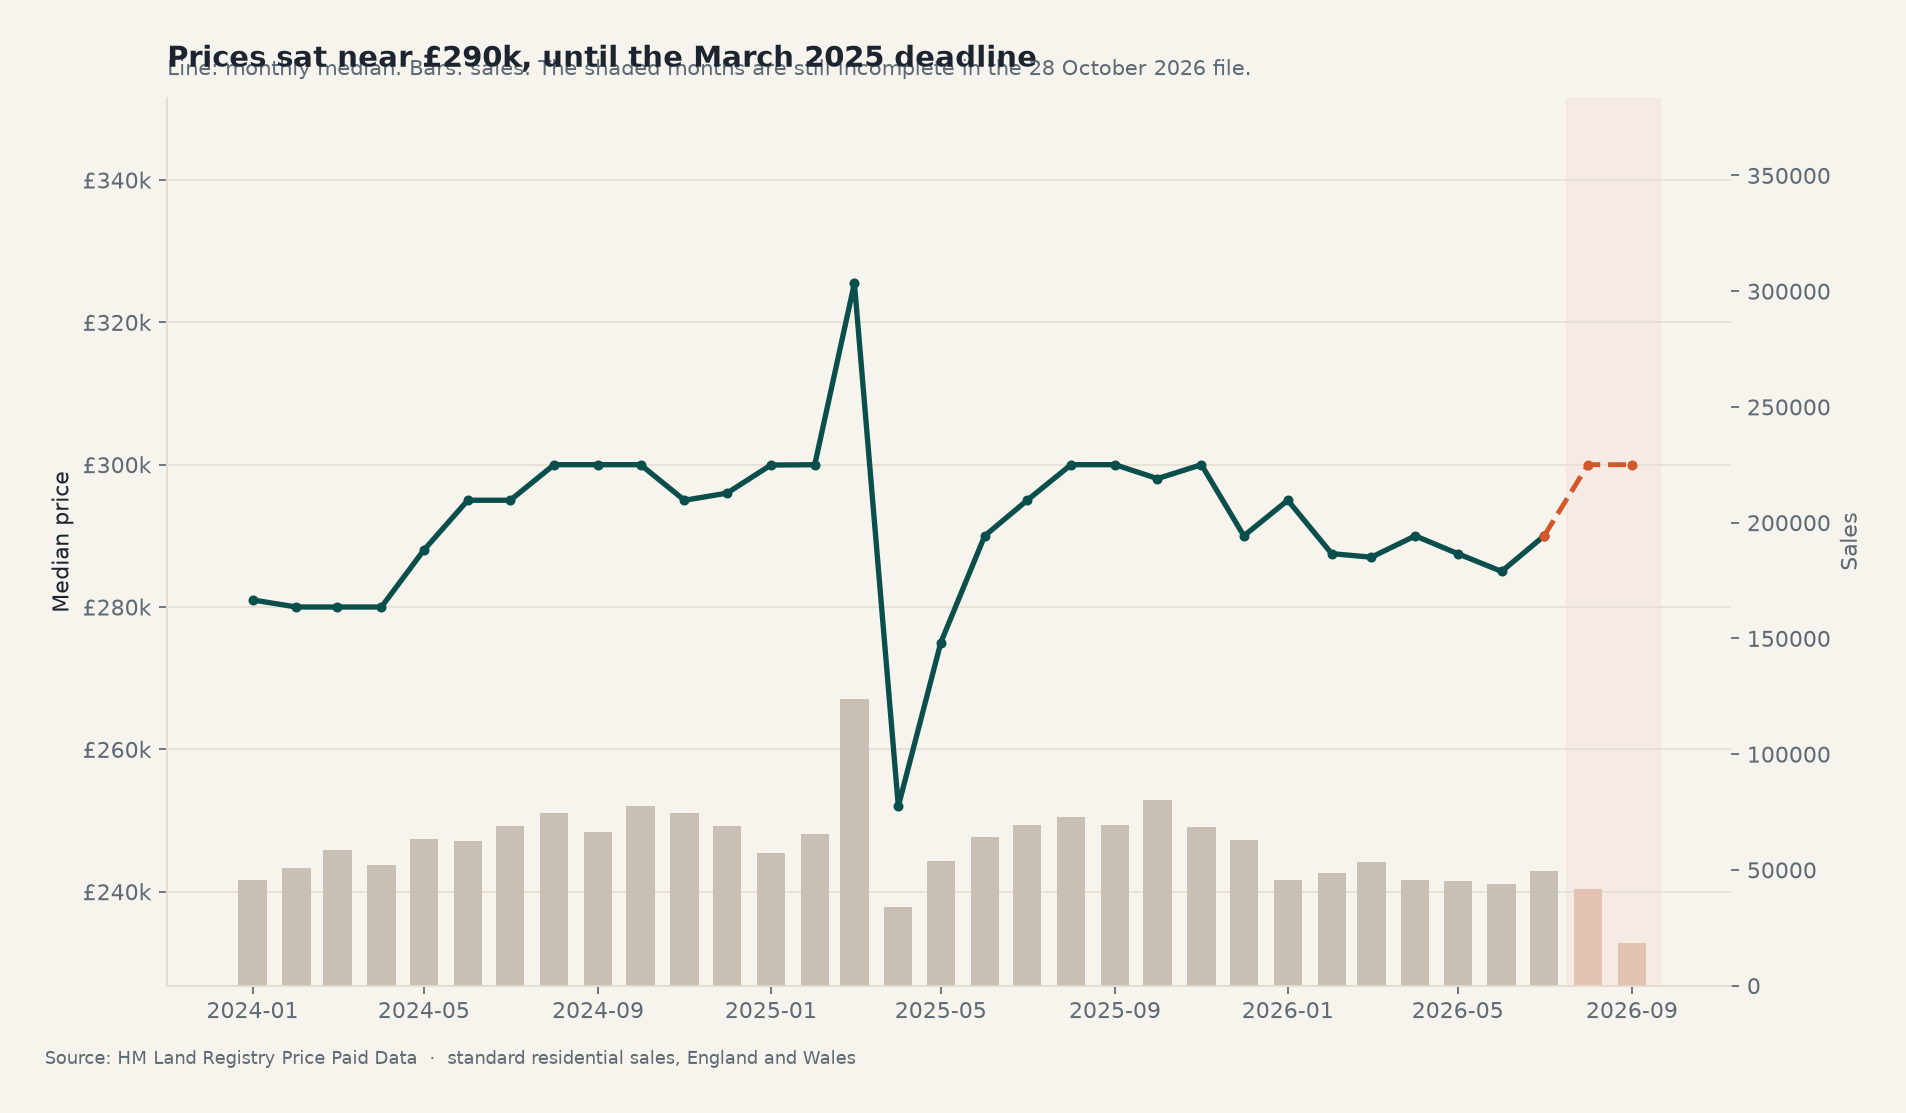 Prices sat near £290k, until the March 2025 deadline
Line: monthly median. Bars: sales. The shaded months are still incomplete in the 28 October 2026 file.
£340k
£320k
£300k
£280k
£260k
£240k
Median price
350000
300000
250000
200000
150000
100000
50000
0
Sales
2024-01 2024-05 2024-09 2025-01 2025-05 2025-09 2026-01 2026-05 2026-09
Source: HM Land Registry Price Paid Data · standard residential sales, England and Wales